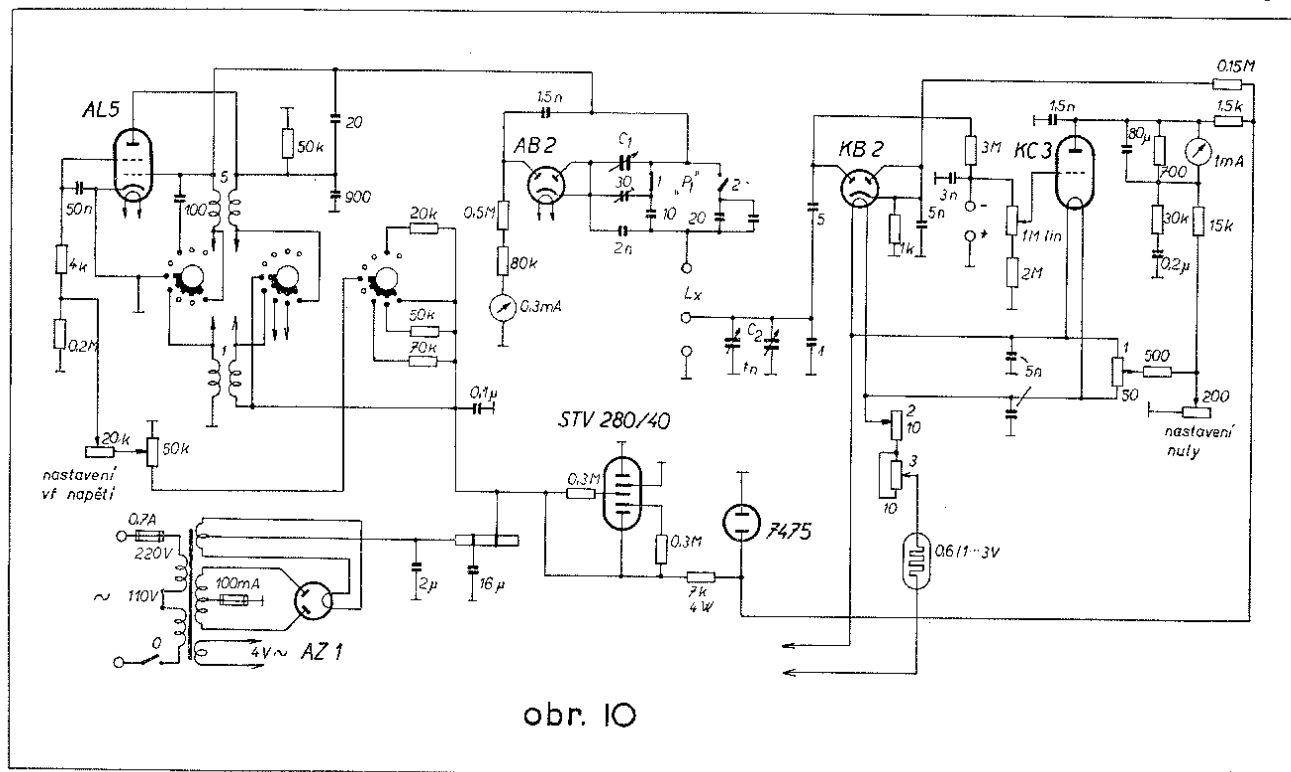 AL5
50n
4k
0.2M
20k
nastavení
vf napětí
50k
100
5
1
50k
20
900
20k
50k
70k
0,1µ
1,5n
AB2
0.5M
80k
0,3mA
C1
30
1
10
2n
"P1"
2
20
Lx
C2
1n
5
1
KB2
1k
5n
3n
3M
-
+
1M lin
2M
KC3
1,5n
80µ
700
30k
0,2µ
1mA
15k
0.15M
1,5k
5n
1
50
500
200
nastavení
nuly
2
10
3
10
0,6/1···3V
STV 280/40
0.3M
0.3M
7475
7k
4W
0.7A
220V
~ 110V
0
100mA
4V~
AZ1
2µ
16µ
obr. 10